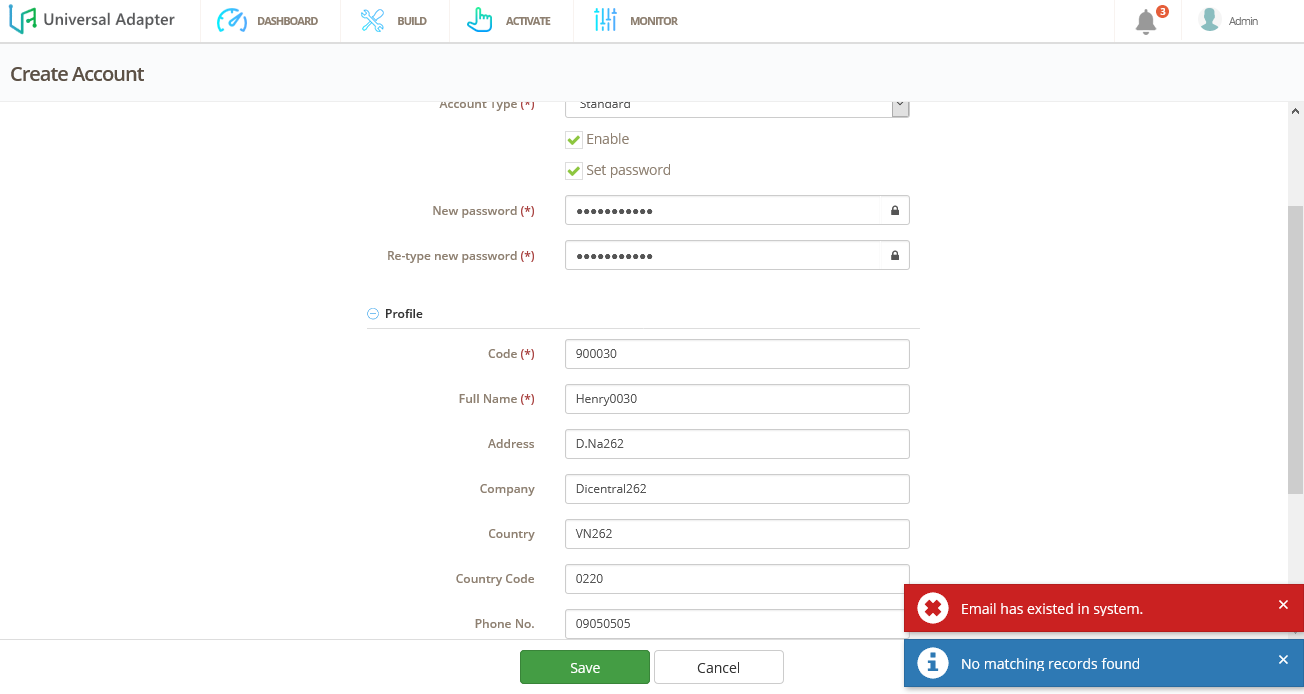 Universal Adapter DASHBOARD BUILD ACTIVATE MONITOR 3 Admin
Create Account
Account Type (*) Standard
Enable
Set password
New password (*) •••••••••••
Re-type new password (*) •••••••••••
Profile
Code (*) 900030
Full Name (*) Henry0030
Address D.Na262
Company Dicentral262
Country VN262
Country Code 0220
Phone No. 09050505
Email has existed in system.
No matching records found
Save Cancel